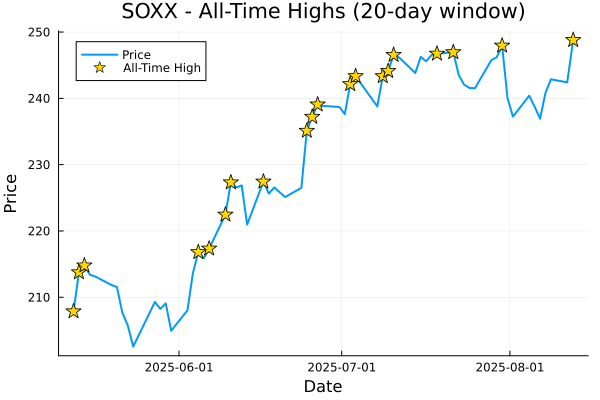 SOXX - All-Time Highs (20-day window)
Price
All-Time High
250
240
230
220
210
Price
2025-06-01
2025-07-01
2025-08-01
Date